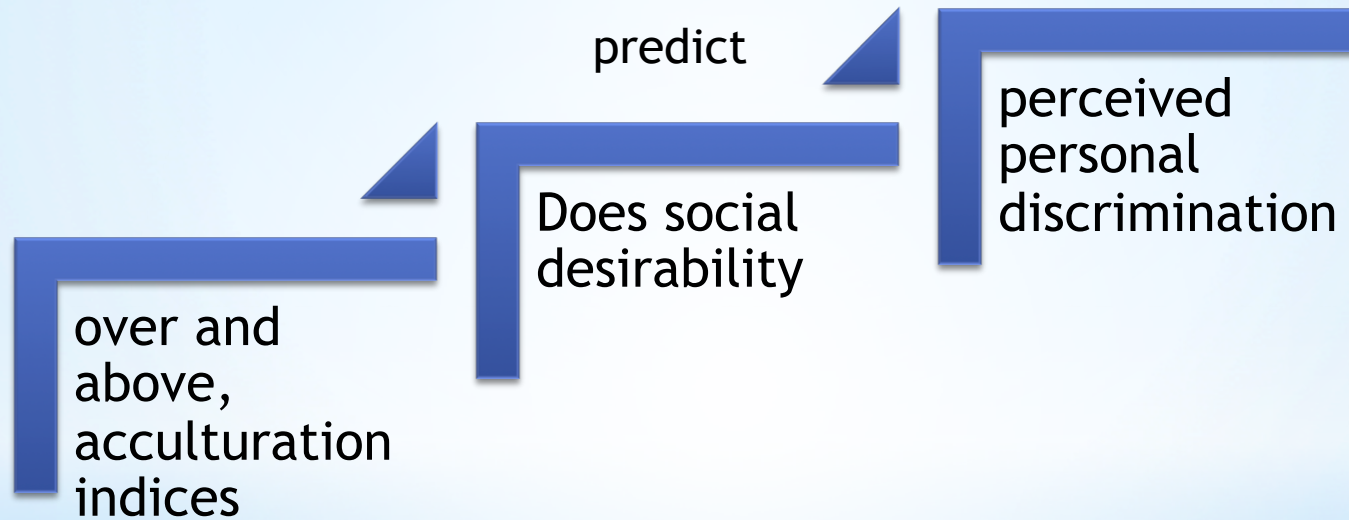 predict
perceived
personal
discrimination
Does social
desirability
over and
above,
acculturation
indices